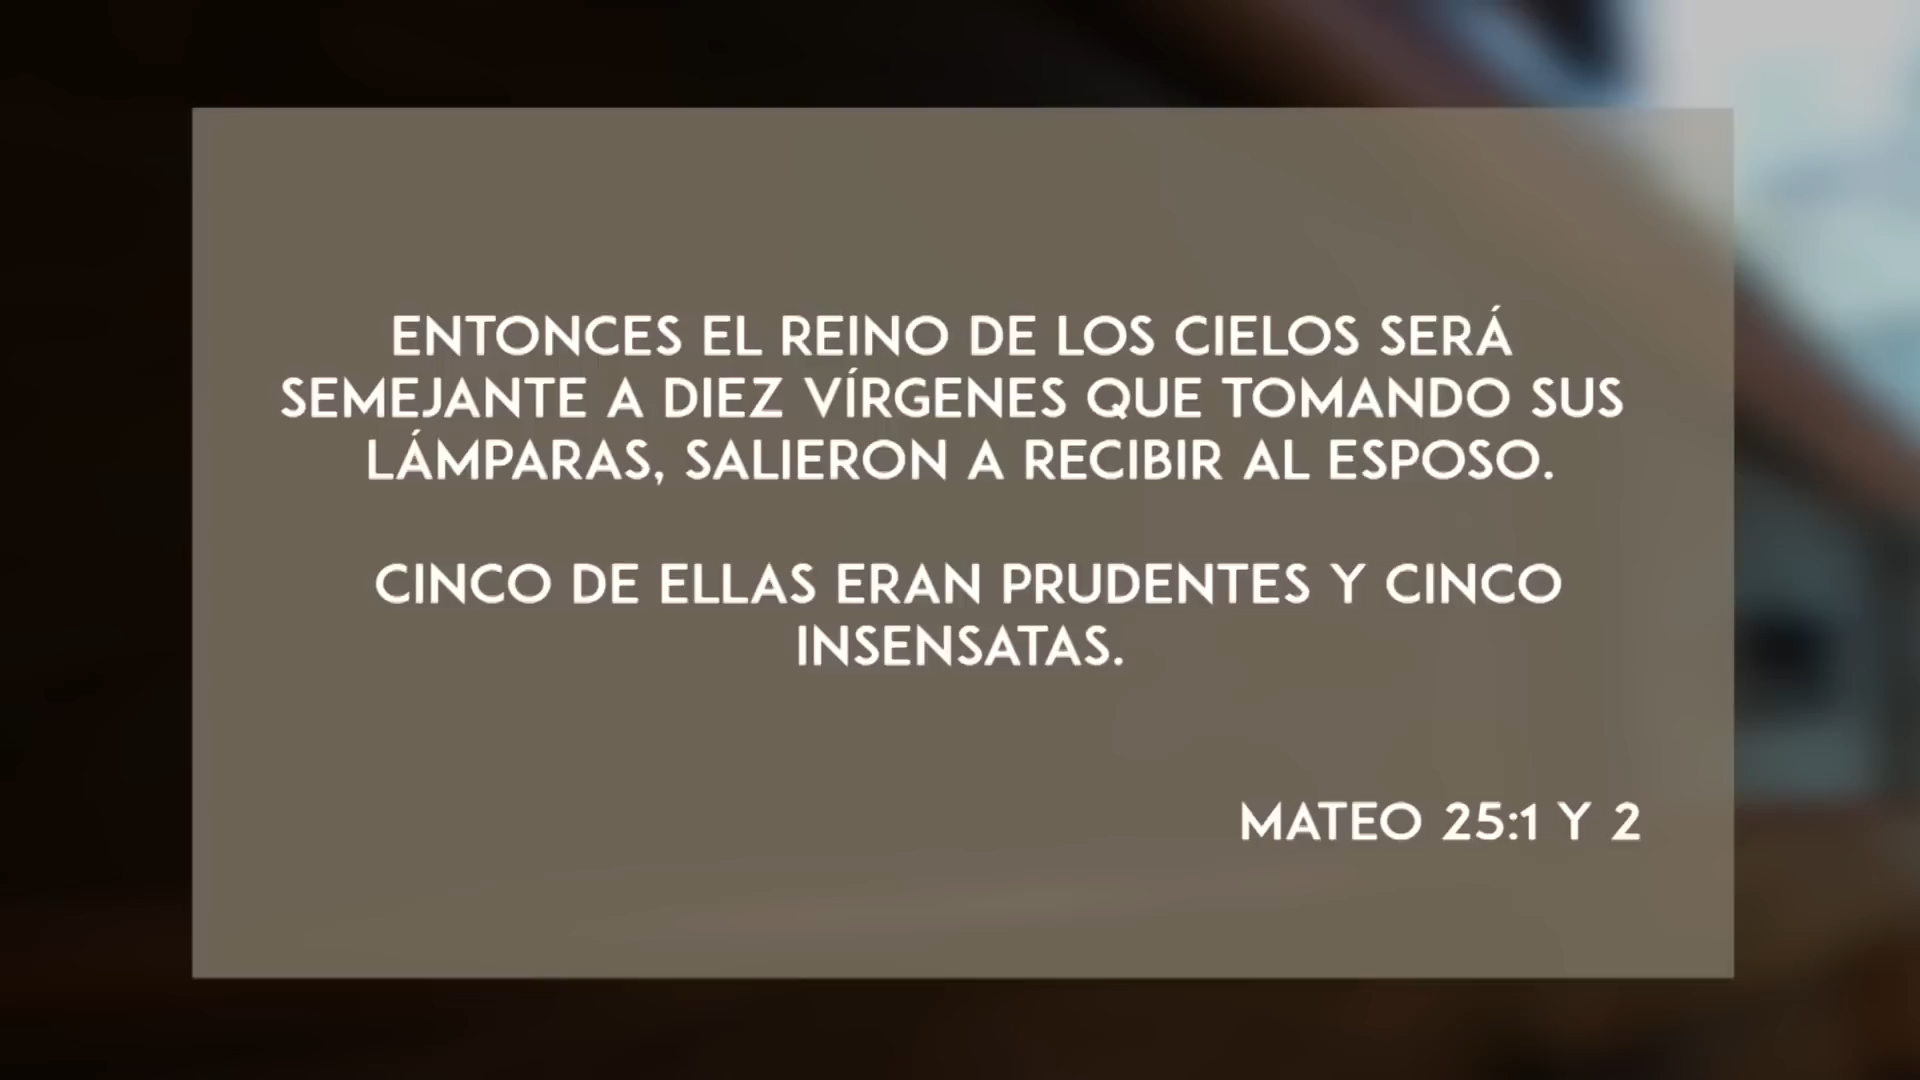 ENTONCES EL REINO DE LOS CIELOS SERÁ
SEMEJANTE A DIEZ VÍRGENES QUE TOMANDO SUS
LÁMPARAS, SALIERON A RECIBIR AL ESPOSO.
CINCO DE ELLAS ERAN PRUDENTES Y CINCO
INSENSATAS.
MATEO 25:1 Y 2